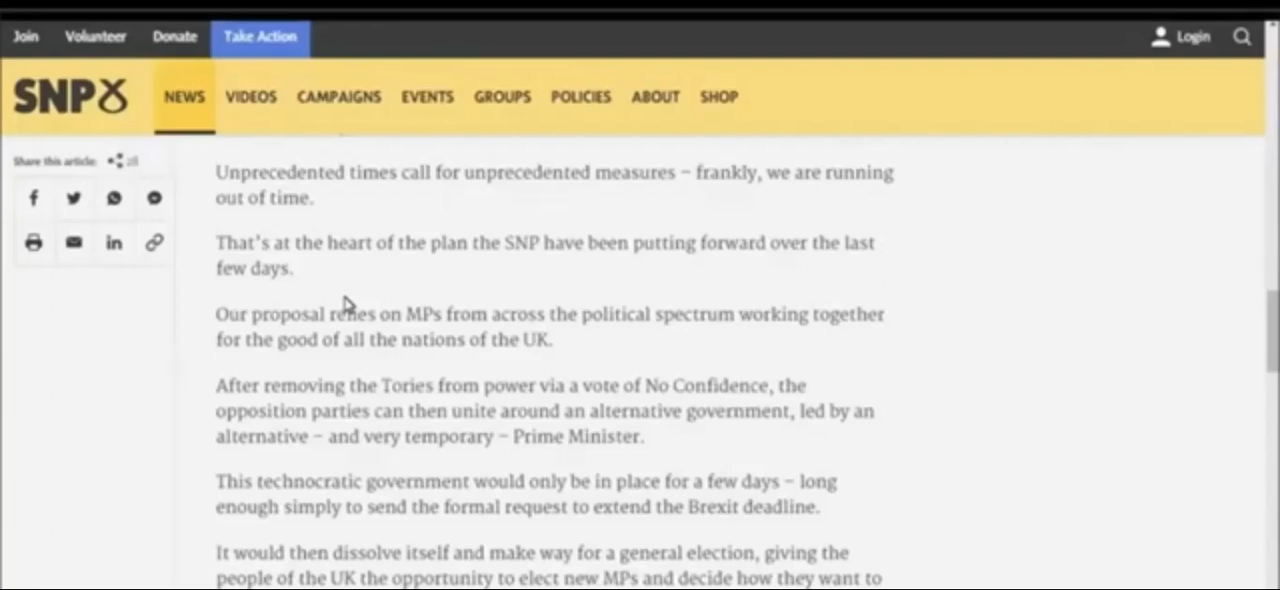 Join Volunteer Donate Take Action Login
SNP NEWS VIDEOS CAMPAIGNS EVENTS GROUPS POLICIES ABOUT SHOP
Share this article:
Unprecedented times call for unprecedented measures – frankly, we are running
out of time.
That's at the heart of the plan the SNP have been putting forward over the last
few days.
Our proposal relies on MPs from across the political spectrum working together
for the good of all the nations of the UK.
After removing the Tories from power via a vote of No Confidence, the
opposition parties can then unite around an alternative government, led by an
alternative – and very temporary – Prime Minister.
This technocratic government would only be in place for a few days – long
enough simply to send the formal request to extend the Brexit deadline.
It would then dissolve itself and make way for a general election, giving the
people of the UK the opportunity to elect new MPs and decide how they want to